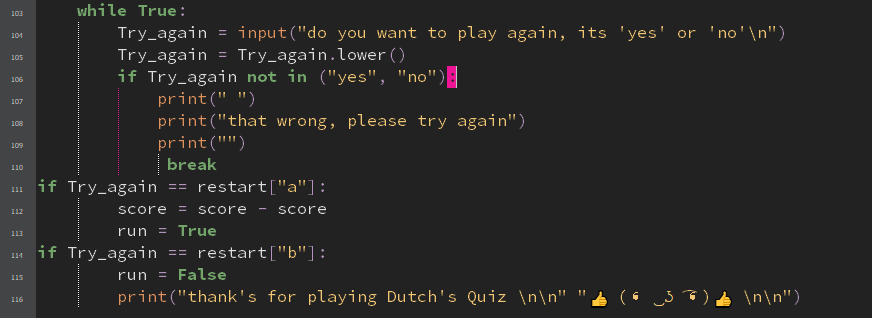 103 while True:
104 Try_again = input("do you want to play again, its 'yes' or 'no'\n")
105 Try_again = Try_again.lower()
106 if Try_again not in ("yes", "no"):
107 print(" ")
108 print("that wrong, please try again")
109 print("")
110 break
111 if Try_again == restart["a"]:
112 score = score - score
113 run = True
114 if Try_again == restart["b"]:
115 run = False
116 print("thank's for playing Dutch's Quiz \n\n" "👍 ( ͡° ͜ʖ ͡°)👍 \n\n")